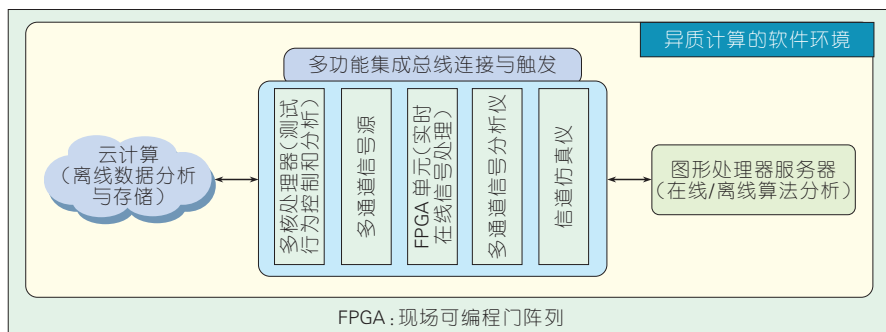 异质计算的软件环境
多功能集成总线连接与触发
云计算
（离线数据分析
与存储）
多核处理器(测试
行为控制和分析)
多通道信号源
FPGA单元(实时
在线信号处理)
多通道信号分析仪
信道仿真仪
图形处理器服务器
（在线/离线算法分析）
FPGA：现场可编程门阵列